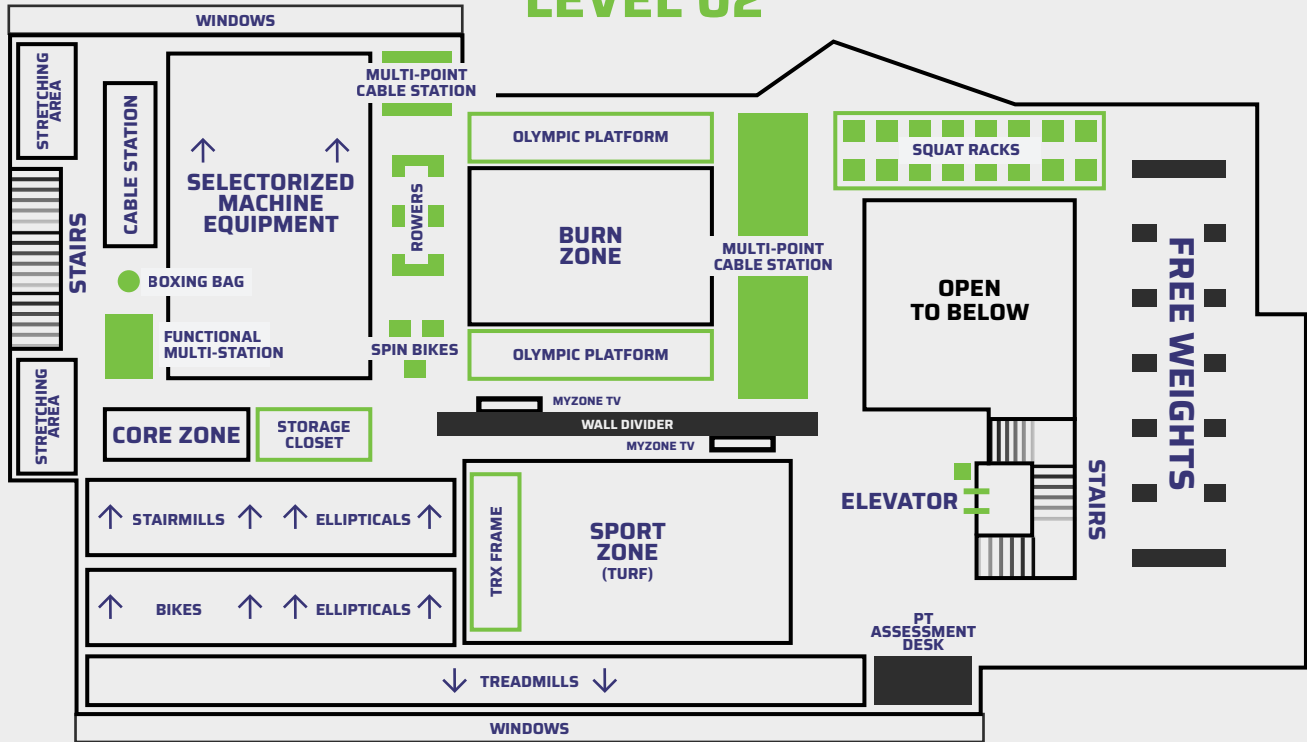 LEVEL 02
WINDOWS
STRETCHING
AREA
CABLE STATION
STAIRS
SELECTORIZED
MACHINE
EQUIPMENT
BOXING BAG
FUNCTIONAL
MULTI-STATION
STRETCHING
AREA
CORE ZONE
STORAGE
CLOSET
MULTI-POINT
CABLE STATION
ROWERS
SPIN BIKES
OLYMPIC PLATFORM
BURN
ZONE
OLYMPIC PLATFORM
MULTI-POINT
CABLE STATION
SQUAT RACKS
OPEN
TO BELOW
FREE WEIGHTS
MYZONE TV
WALL DIVIDER
MYZONE TV
STAIRMILLS
ELLIPTICALS
BIKES
ELLIPTICALS
TRX FRAME
SPORT
ZONE
(TURF)
ELEVATOR
STAIRS
PT
ASSESSMENT
DESK
TREADMILLS
WINDOWS